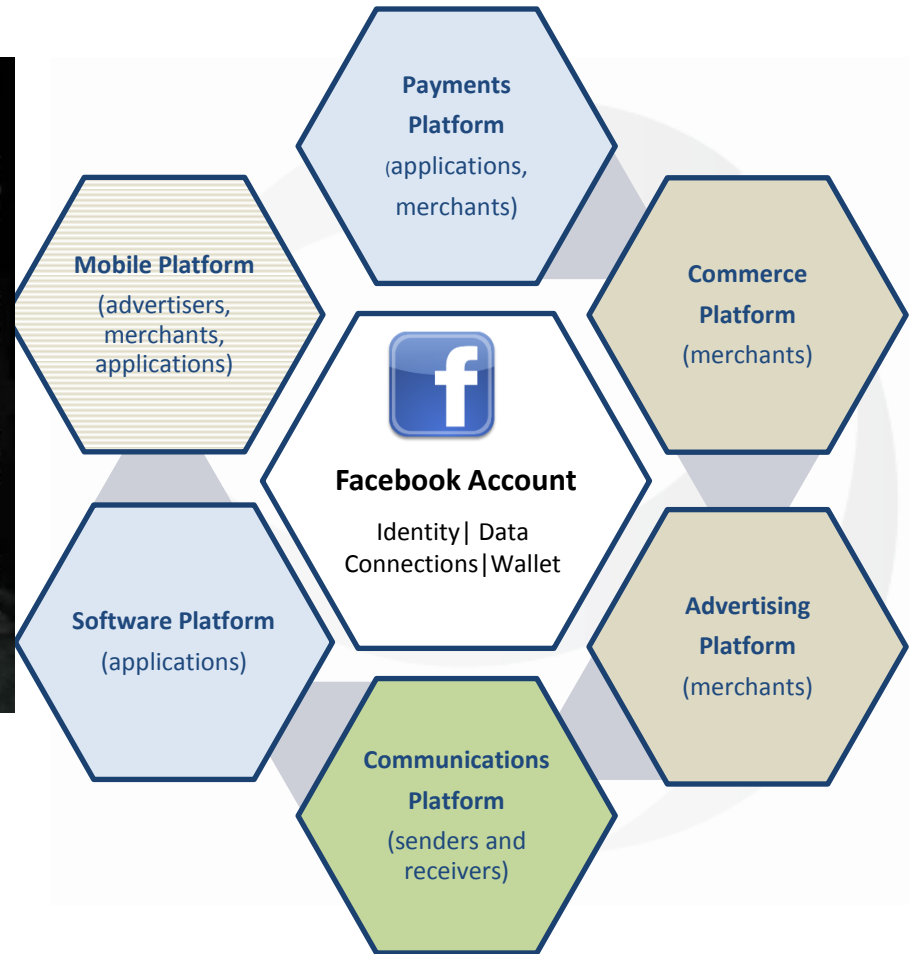 Payments
Platform
(applications,
merchants)
Mobile Platform
(advertisers,
merchants,
applications)
Commerce
Platform
(merchants)
f
Facebook Account
Identity| Data
Connections|Wallet
Software Platform
(applications)
Advertising
Platform
(merchants)
Communications
Platform
(senders and
receivers)